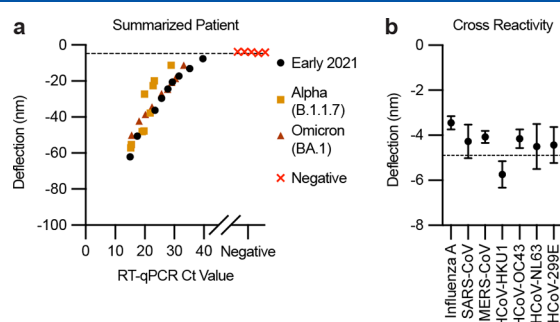 a
Summarized Patient
0
-20
-40
-60
-80
-100
Deflection (nm)
0 10 20 30 40 Negative
RT-qPCR Ct Value
Early 2021
Alpha
(B.1.1.7)
Omicron
(BA.1)
Negative
b
Cross Reactivity
0
-2
-4
-6
-8
Deflection (nm)
Influenza A
SARS-CoV
MERS-CoV
HCoV-HKU1
HCoV-OC43
HCoV-NL63
HCoV-299E